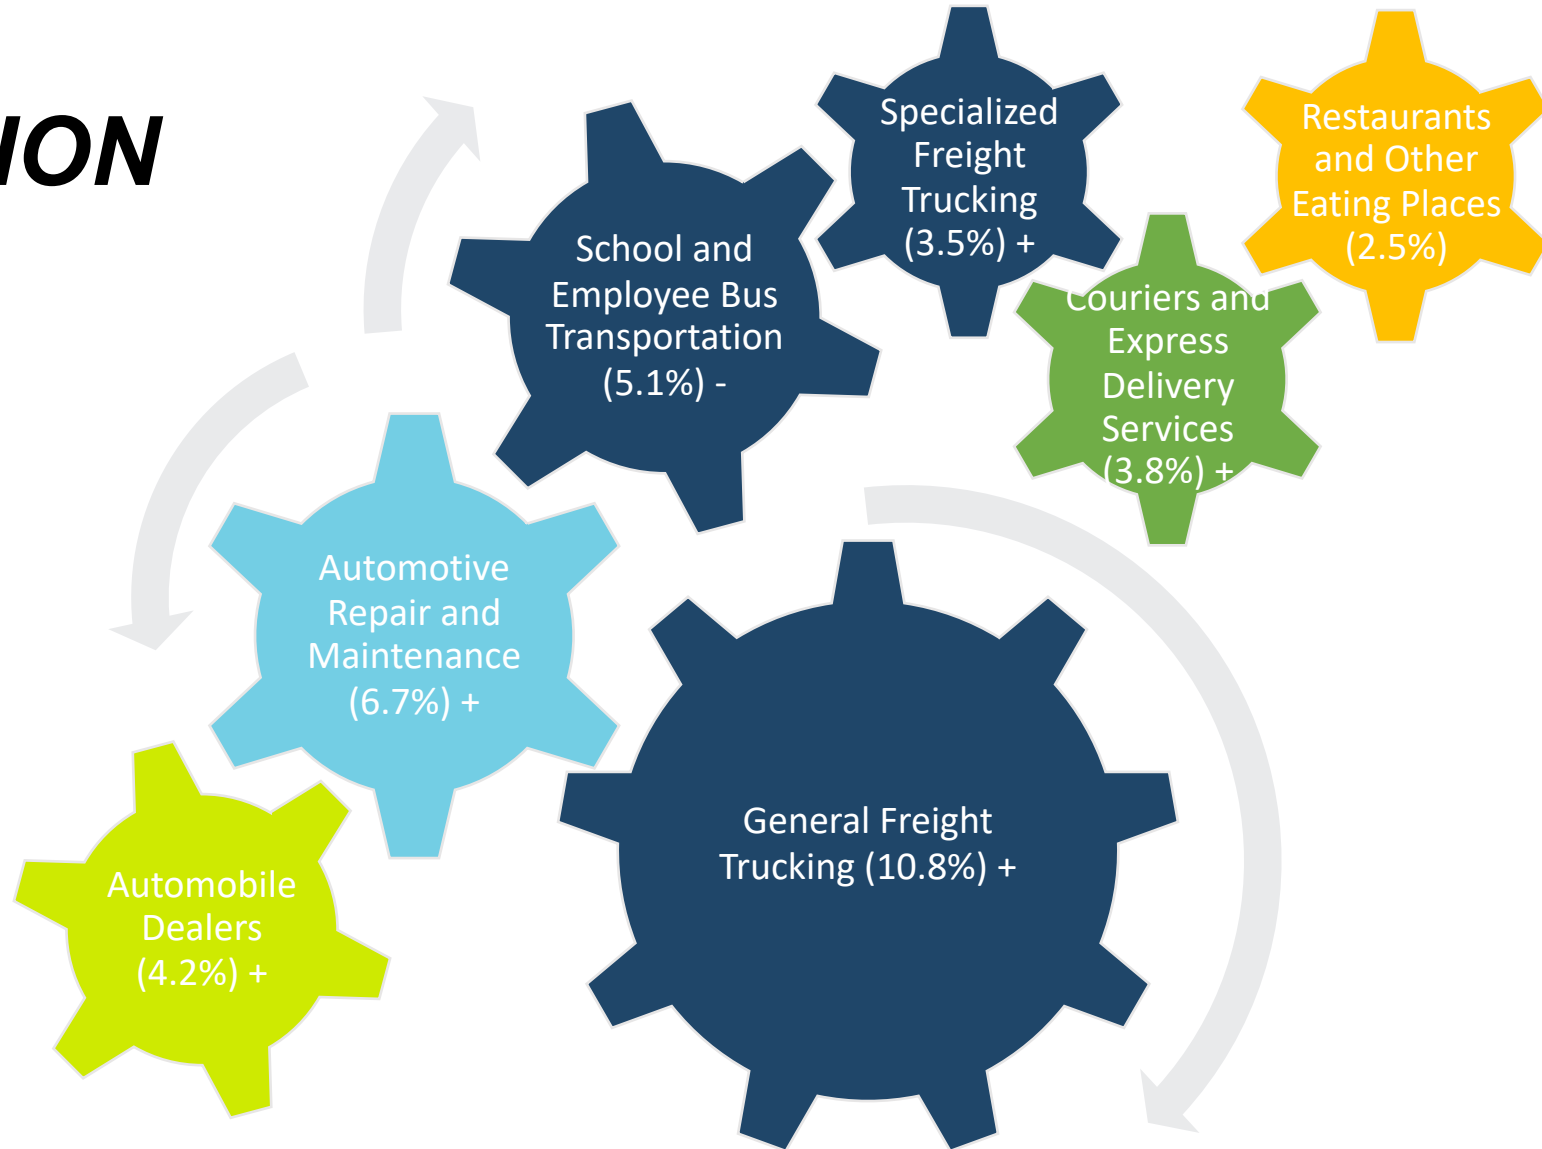 ION
Specialized
Freight
Trucking
(3.5%) +
Restaurants
and Other
Eating Places
(2.5%)
School and
Employee Bus
Transportation
(5.1%) -
Couriers and
Express
Delivery
Services
(3.8%) +
Automotive
Repair and
Maintenance
(6.7%) +
General Freight
Trucking (10.8%) +
Automobile
Dealers
(4.2%) +